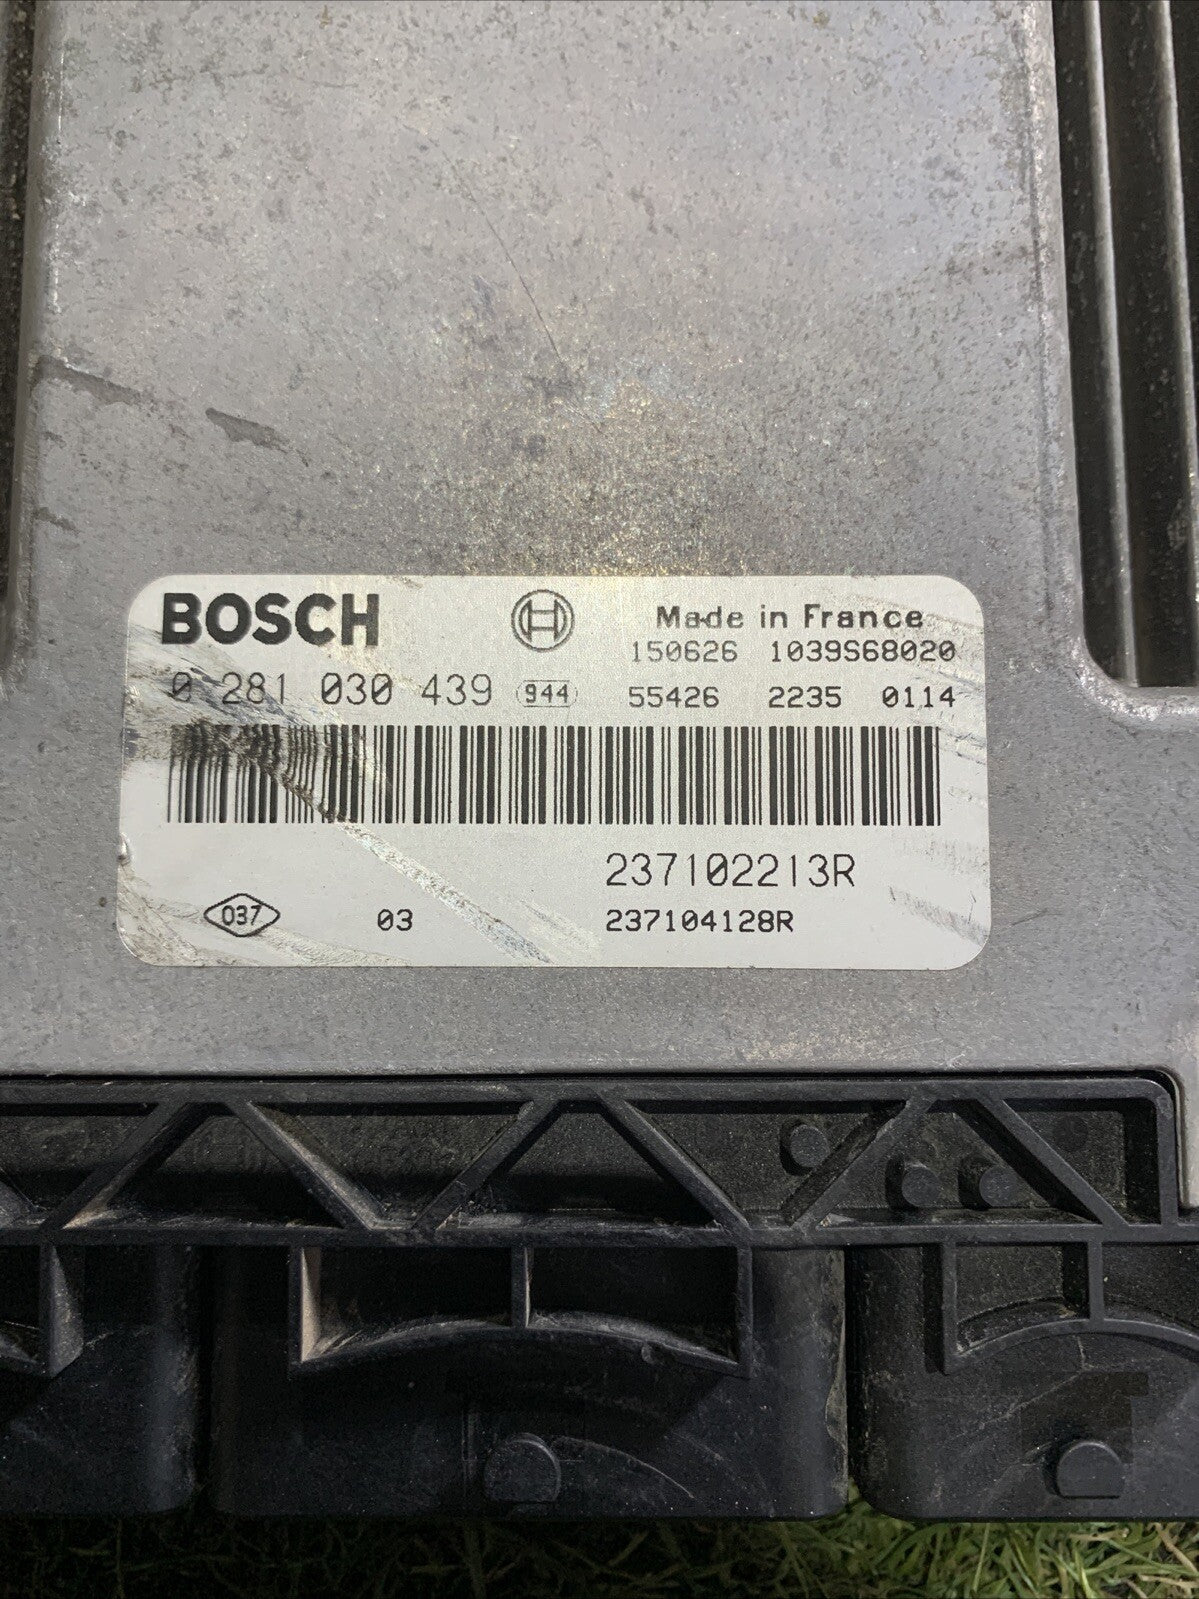 BOSCH
Made in France
150626 1039S68020
0 281 030 439 944 55426 2235 0114
237102213R
037 03 237104128R